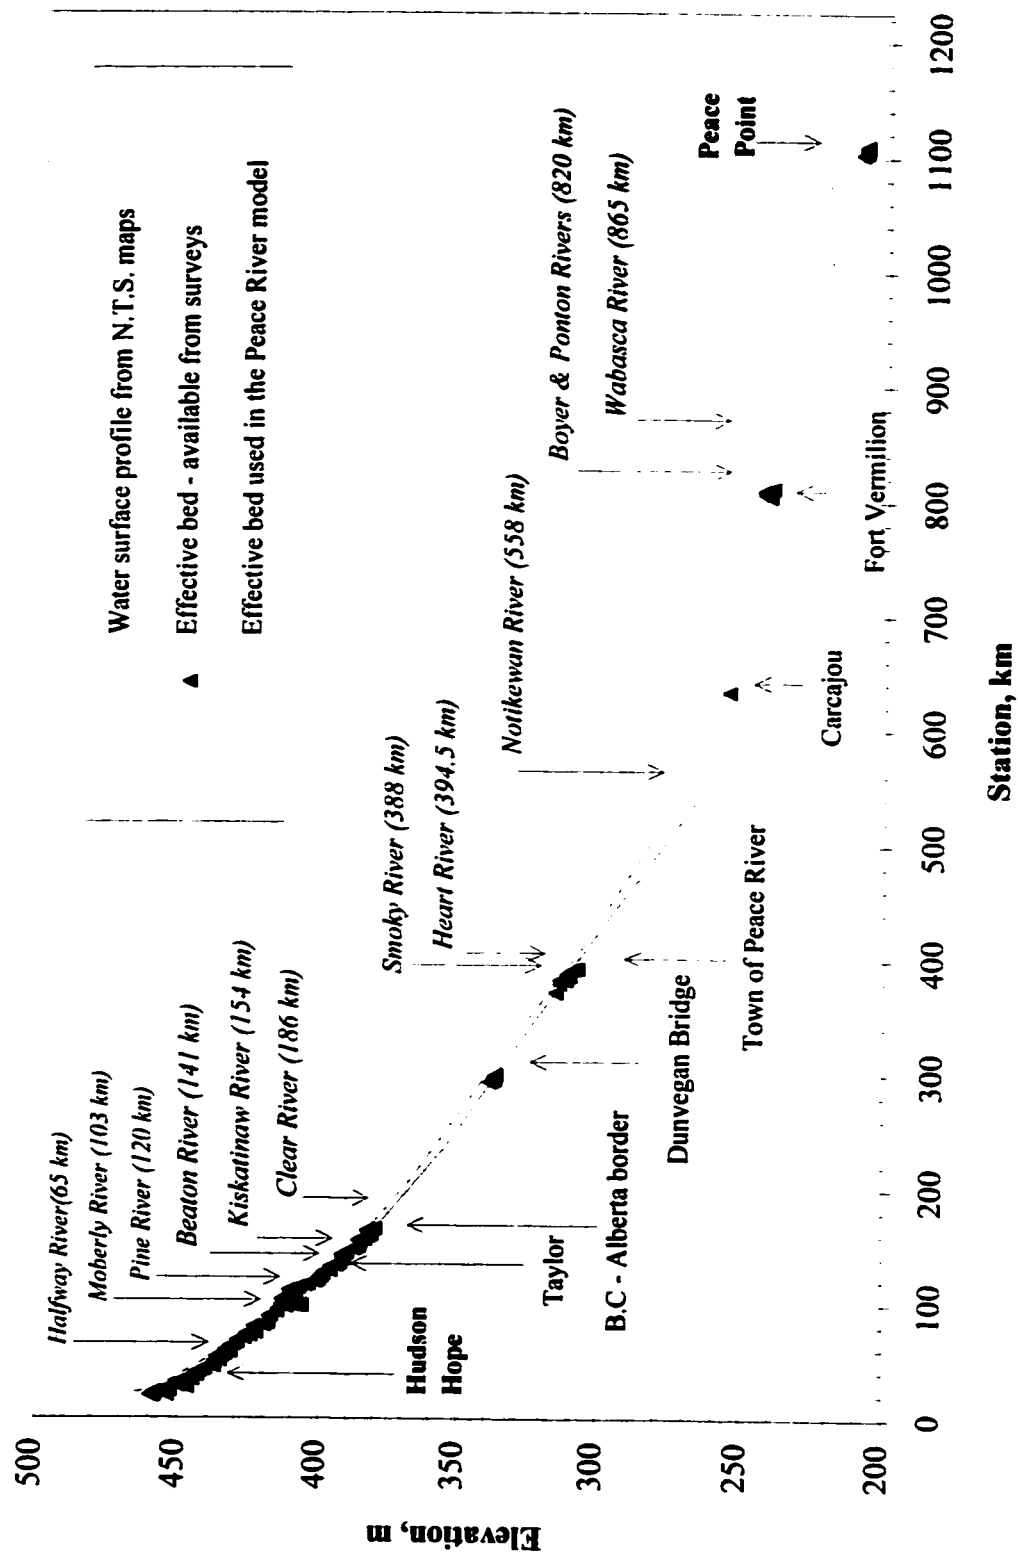 Elevation, m
500
450
400
350
300
250
200
Water surface profile from N.T.S. maps
Effective bed - available from surveys
Effective bed used in the Peace River model
Halfway River(65 km)
Moberly River (103 km)
Pine River (120 km)
Beaton River (141 km)
Kiskatinaw River (154 km)
Clear River (186 km)
Smoky River (388 km)
Heart River (394.5 km)
Notikewan River (558 km)
Boyer & Ponton Rivers (820 km)
Wabasca River (865 km)
Peace
Point
Hudson
Hope
Taylor
B.C - Alberta border
Dunvegan Bridge
Town of Peace River
Carcajou
Fort Vermilion
0
100
200
300
400
500
600
700
800
900
1000
1100
1200
Station, km